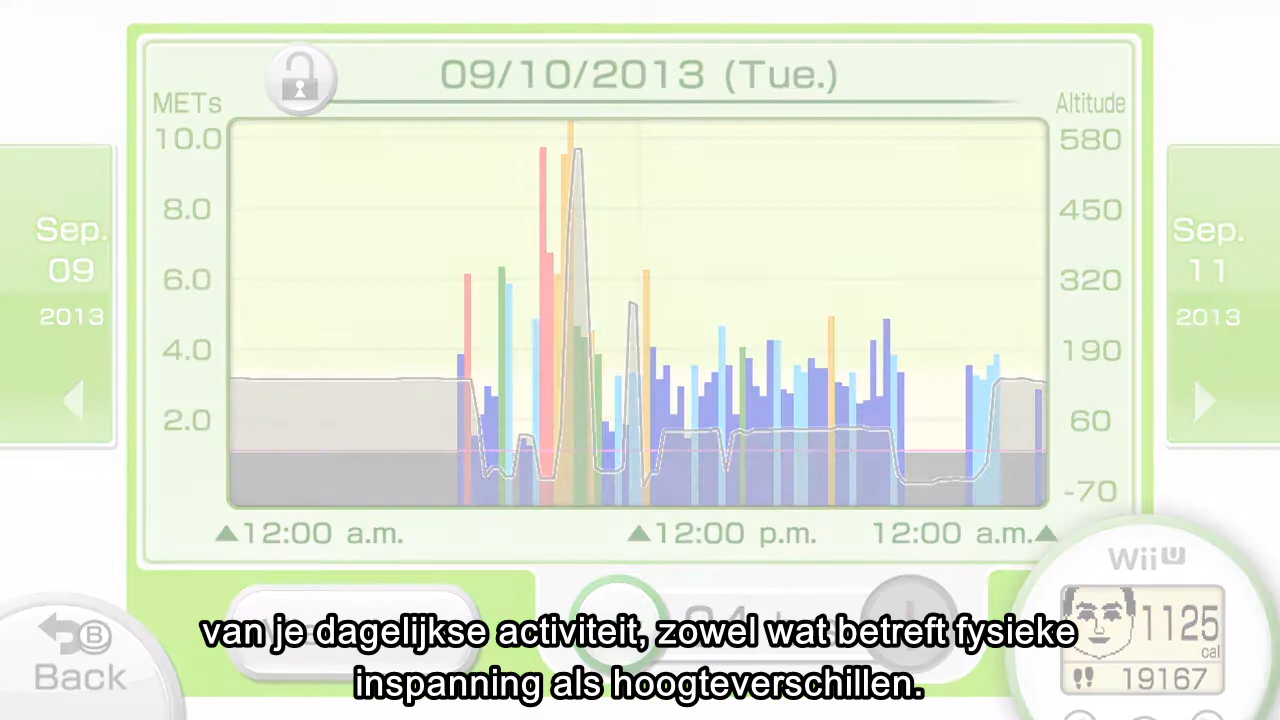 09/10/2013 (Tue.)
METs
Altitude
10.0
580
8.0
450
Sep.
09
2013
Sep.
11
2013
6.0
320
4.0
190
2.0
60
-70
12:00 a.m.
12:00 p.m.
12:00 a.m.
Wii U
1125
cal
19167
B
Back
van je dagelijkse activiteit, zowel wat betreft fysieke
inspanning als hoogteverschillen.